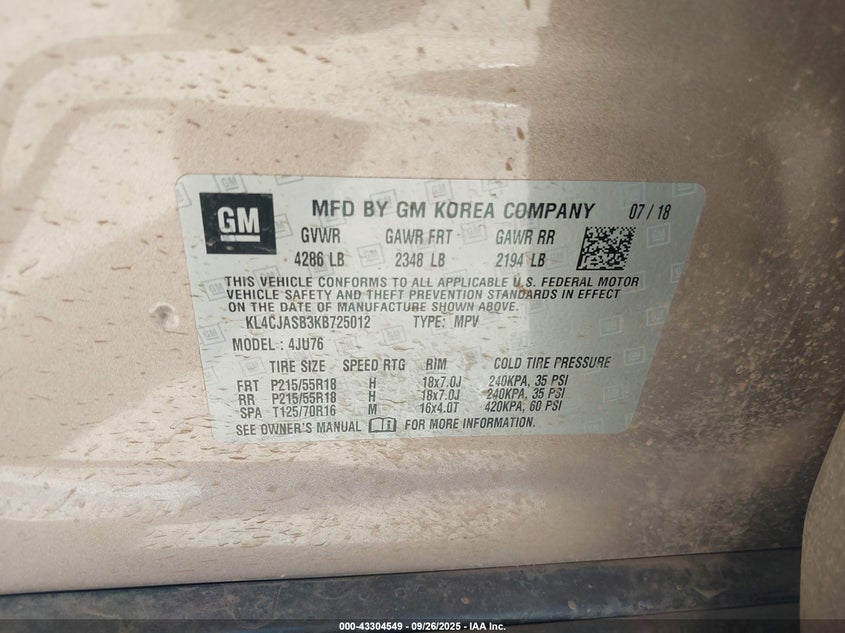 GM
MFD BY GM KOREA COMPANY 07 / 18
GVWR GAWR FRT GAWR RR
4286 LB 2348 LB 2194 LB
THIS VEHICLE CONFORMS TO ALL APPLICABLE U.S. FEDERAL MOTOR
VEHICLE SAFETY AND THEFT PREVENTION STANDARDS IN EFFECT
ON THE DATE OF MANUFACTURE SHOWN ABOVE.
KL4CJASB3KB725012 TYPE: MPV
MODEL : 4JU76
TIRE SIZE SPEED RTG RIM COLD TIRE PRESSURE
FRT P215/55R18 H 18x7.0J 240KPA, 35 PSI
RR P215/55R18 H 18x7.0J 240KPA, 35 PSI
SPA T125/70R16 M 16x4.0T 420KPA, 60 PSI
SEE OWNER'S MANUAL FOR MORE INFORMATION.
000-43304549 - 09/26/2025 - IAA Inc.